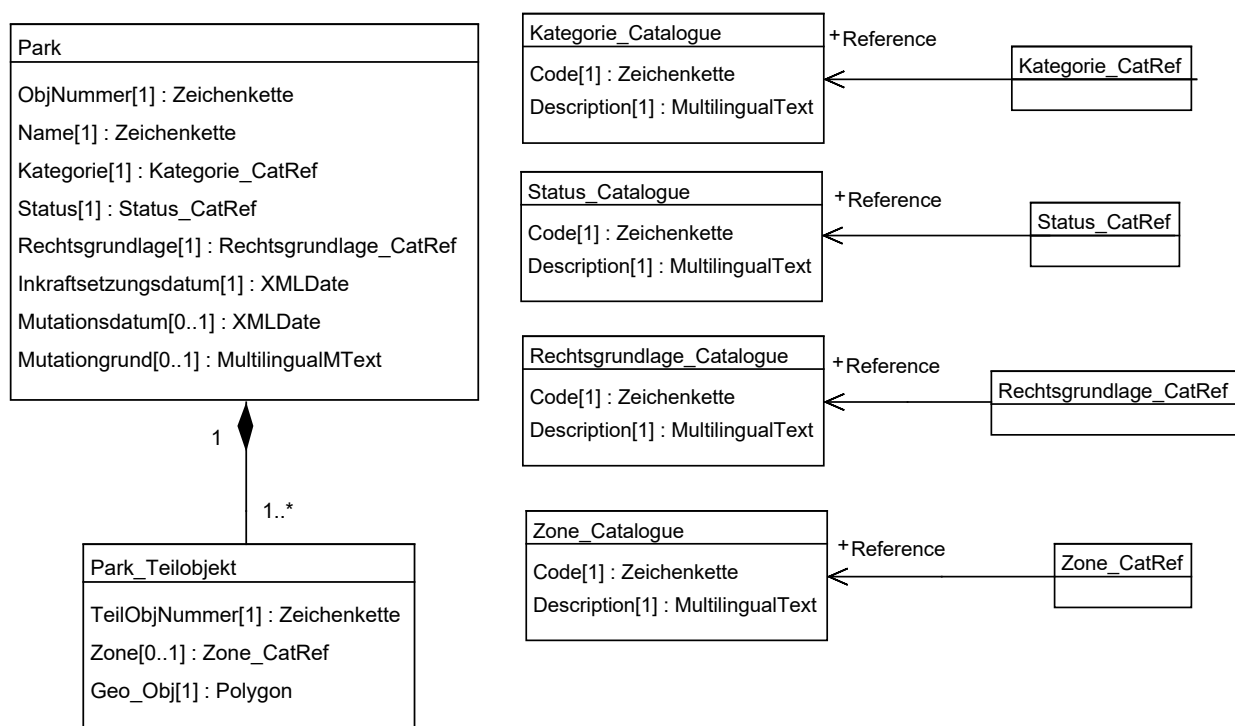 Park
ObjNummer[1] : Zeichenkette
Name[1] : Zeichenkette
Kategorie[1] : Kategorie_CatRef
Status[1] : Status_CatRef
Rechtsgrundlage[1] : Rechtsgrundlage_CatRef
Inkraftsetzungsdatum[1] : XMLDate
Mutationsdatum[0..1] : XMLDate
Mutationgrund[0..1] : MultilingualMText
1
1..*
Park_Teilobjekt
TeilObjNummer[1] : Zeichenkette
Zone[0..1] : Zone_CatRef
Geo_Obj[1] : Polygon
Kategorie_Catalogue
Code[1] : Zeichenkette
Description[1] : MultilingualText
+Reference
Kategorie_CatRef
Status_Catalogue
Code[1] : Zeichenkette
Description[1] : MultilingualText
+Reference
Status_CatRef
Rechtsgrundlage_Catalogue
Code[1] : Zeichenkette
Description[1] : MultilingualText
+Reference
Rechtsgrundlage_CatRef
Zone_Catalogue
Code[1] : Zeichenkette
Description[1] : MultilingualText
+Reference
Zone_CatRef